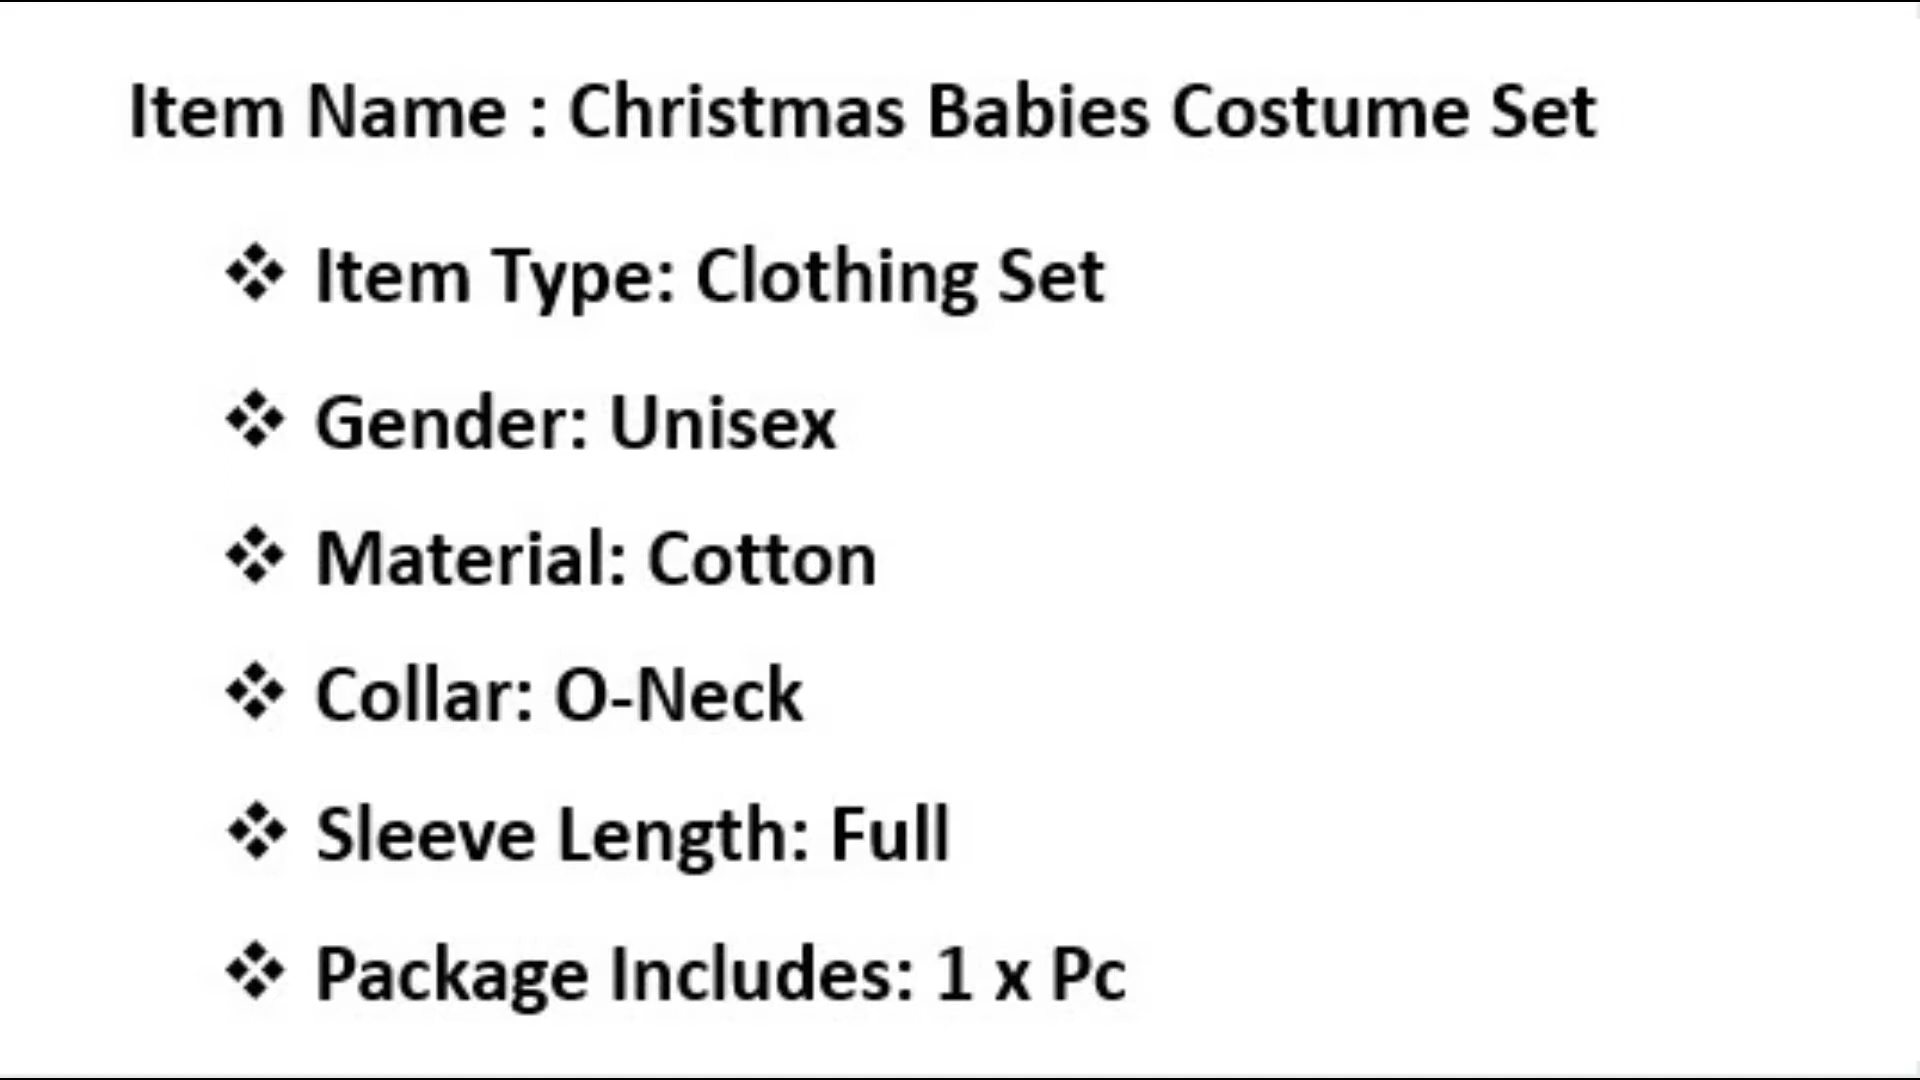 Item Name : Christmas Babies Costume Set
❖ Item Type: Clothing Set
❖ Gender: Unisex
❖ Material: Cotton
❖ Collar: O-Neck
❖ Sleeve Length: Full
❖ Package Includes: 1 x Pc